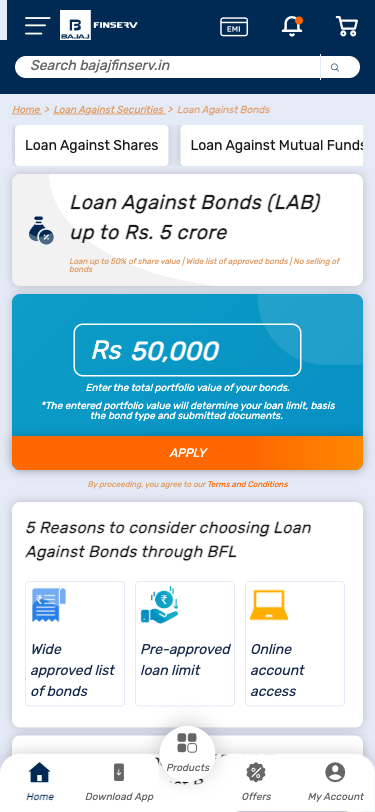 BAJAJ FINSERV
EMI
Search bajajfinserv.in
Home > Loan Against Securities > Loan Against Bonds
Loan Against Shares
Loan Against Mutual Funds
Loan Against Bonds (LAB)
up to Rs. 5 crore
Loan up to 50% of share value | Wide list of approved bonds | No selling of
bonds
Rs 50,000
Enter the total portfolio value of your bonds.
*The entered portfolio value will determine your loan limit, basis
the bond type and submitted documents.
APPLY
By proceeding, you agree to our Terms and Conditions
5 Reasons to consider choosing Loan
Against Bonds through BFL
Wide
approved list
of bonds
Pre-approved
loan limit
Online
account
access
Home
Download App
Products
Offers
My Account